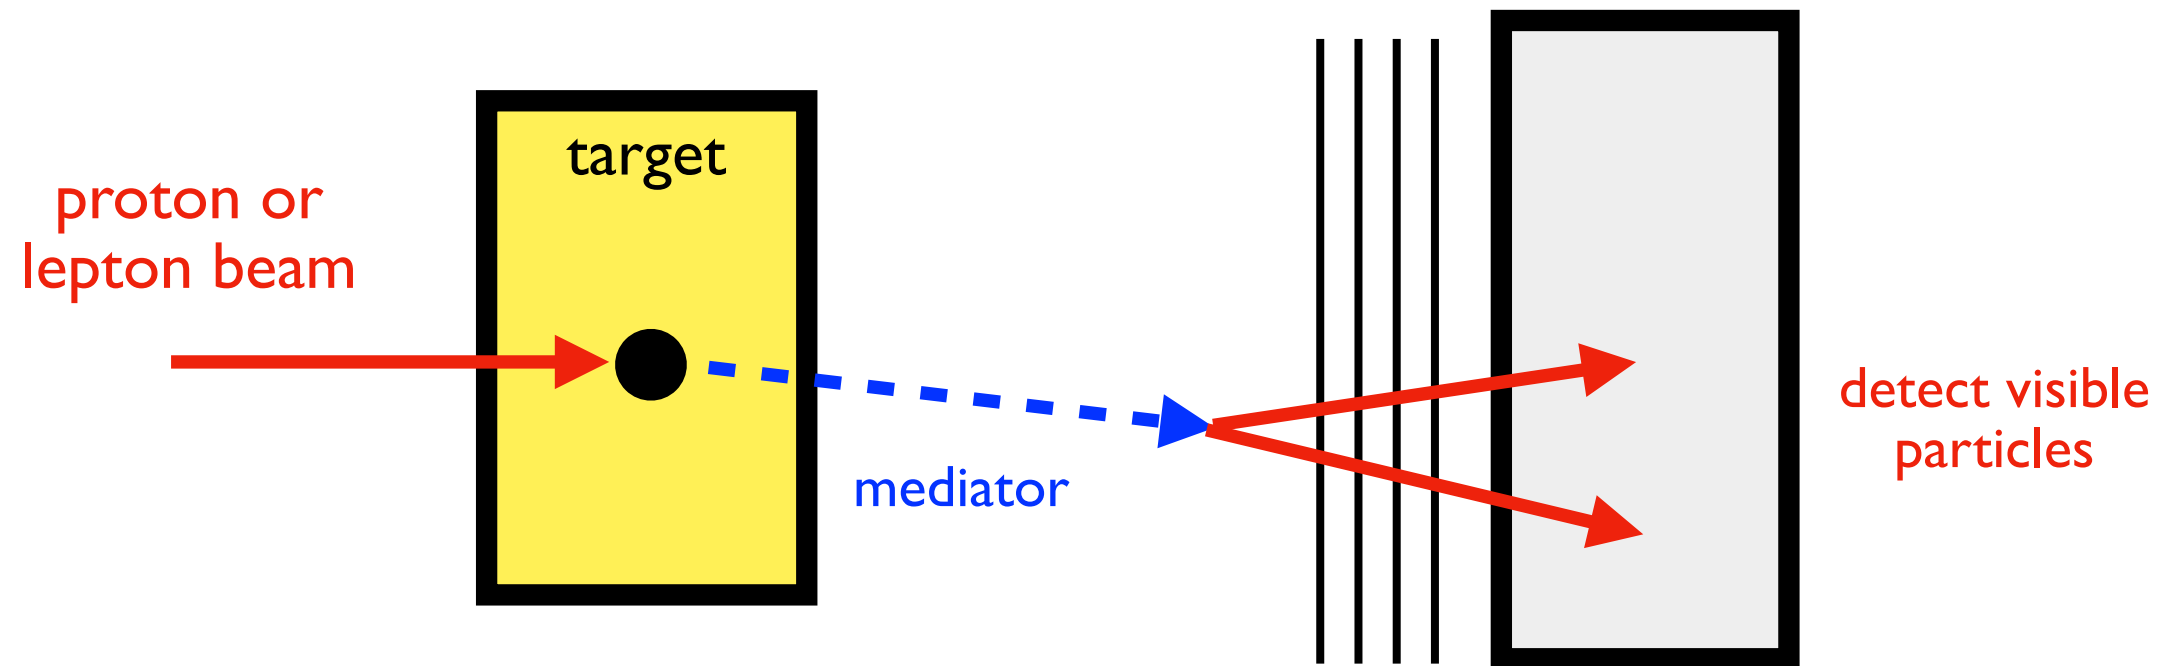 proton or
lepton beam
target
mediator
detect visible
particles